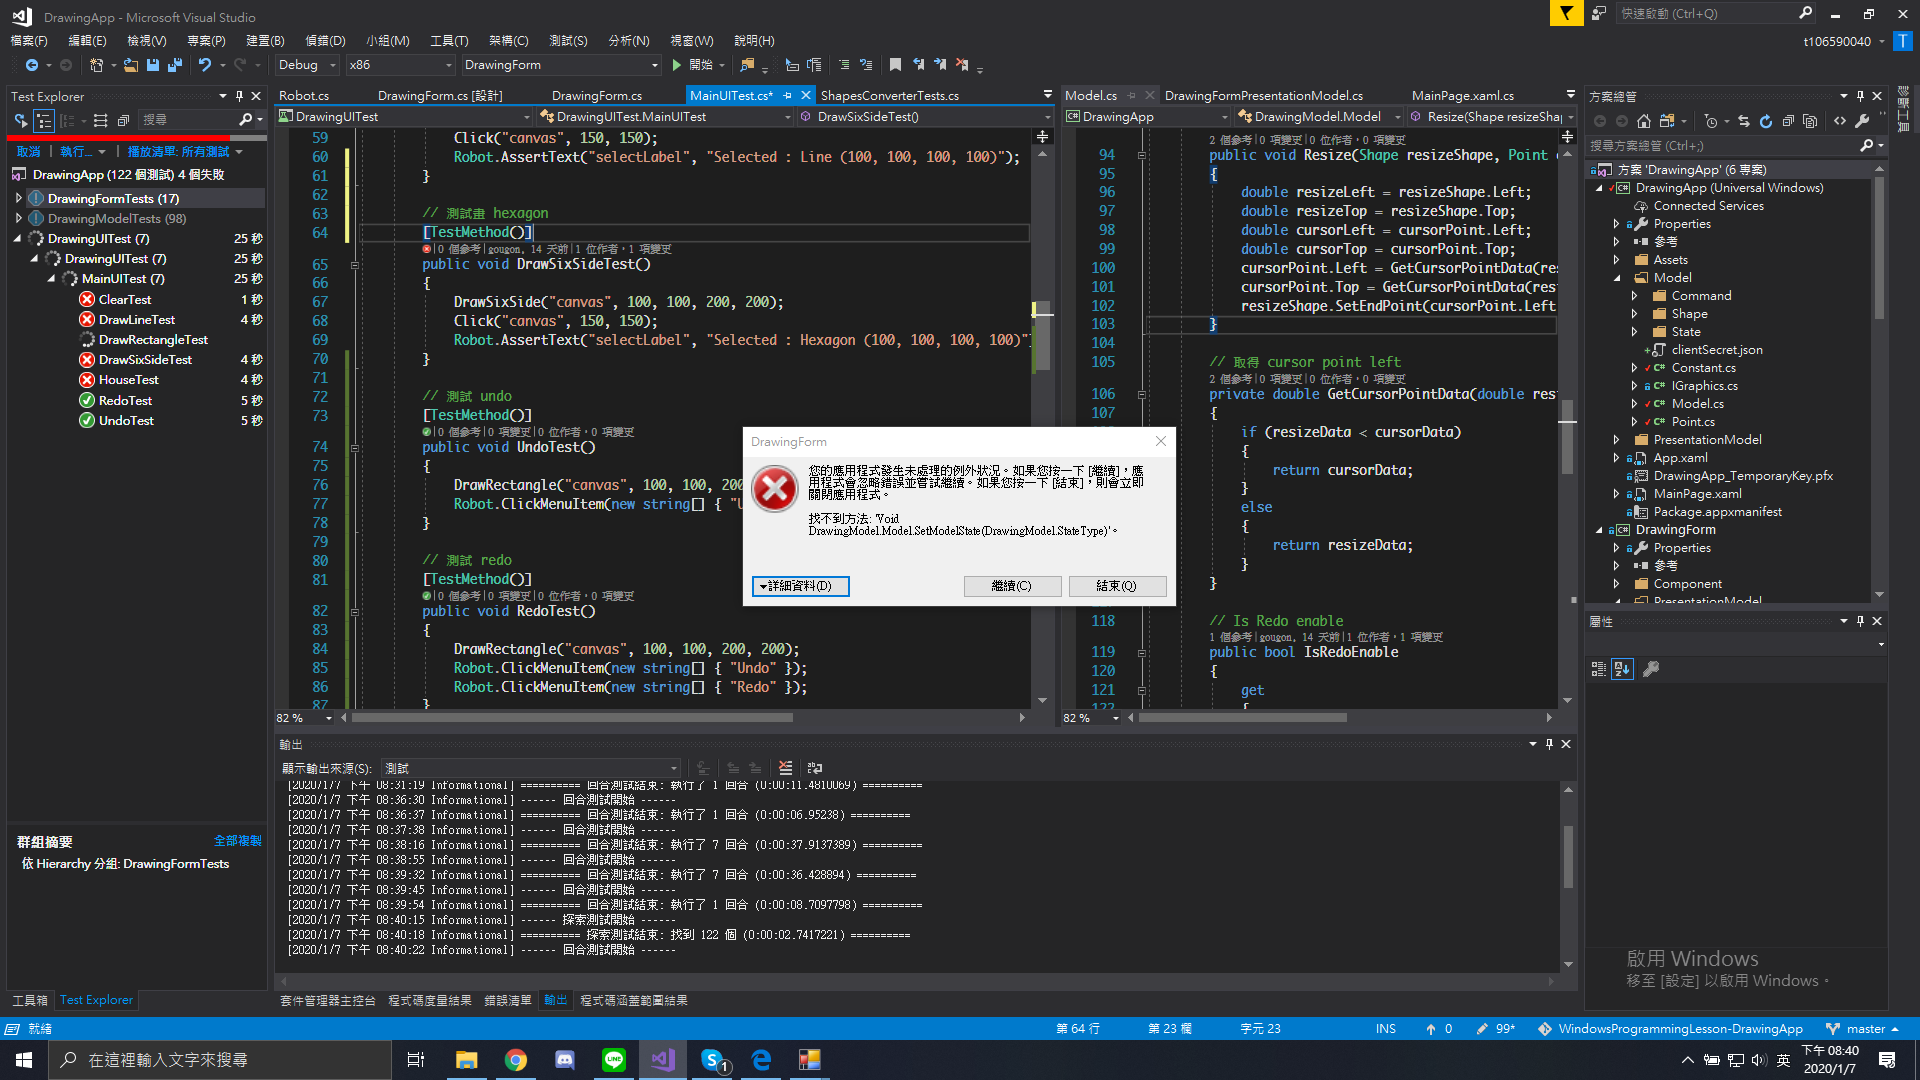 DrawingApp - Microsoft Visual Studio
快速啟動 (Ctrl+Q)
檔案(F) 編輯(E) 檢視(V) 專案(P) 建置(B) 偵錯(D) 小組(M) 工具(T) 架構(C) 測試(S) 分析(N) 視窗(W) 說明(H)
t106590040
T
Debug x86 DrawingForm 開始
Test Explorer
搜尋
取消 執行... 播放清單: 所有測試
DrawingApp (122 個測試) 4 個失敗
DrawingFormTests (17)
DrawingModelTests (98)
DrawingUITest (7) 25 秒
DrawingUITest (7) 25 秒
MainUITest (7) 25 秒
ClearTest 1 秒
DrawLineTest 4 秒
DrawRectangleTest
DrawSixSideTest 4 秒
HouseTest 4 秒
RedoTest 5 秒
UndoTest 5 秒
群組摘要 全部複製
依 Hierarchy 分組: DrawingFormTests
工具箱 Test Explorer
Robot.cs DrawingForm.cs [設計] DrawingForm.cs MainUITest.cs* ShapesConverterTests.cs
DrawingUITest DrawingUITest.MainUITest DrawSixSideTest()
59 Click("canvas", 150, 150);
60 Robot.AssertText("selectLabel", "Selected : Line (100, 100, 100, 100)");
61 }
62
63 // 測試畫 hexagon
64 [TestMethod()]
0 個參考|gougon, 14 天前|1 位作者，1 項變更
65 public void DrawSixSideTest()
66 {
67 DrawSixSide("canvas", 100, 100, 200, 200);
68 Click("canvas", 150, 150);
69 Robot.AssertText("selectLabel", "Selected : Hexagon (100, 100, 100, 100)"
70 }
71
72 // 測試 undo
73 [TestMethod()]
0 個參考|0 項變更|0 位作者，0 項變更
74 public void UndoTest()
75 {
76 DrawRectangle("canvas", 100, 100, 200
77 Robot.ClickMenuItem(new string[] { "U
78 }
79
80 // 測試 redo
81 [TestMethod()]
0 個參考|0 項變更|0 位作者，0 項變更
82 public void RedoTest()
83 {
84 DrawRectangle("canvas", 100, 100, 200, 200);
85 Robot.ClickMenuItem(new string[] { "Undo" });
86 Robot.ClickMenuItem(new string[] { "Redo" });
87 }
82 %
Model.cs DrawingFormPresentationModel.cs MainPage.xaml.cs
DrawingApp DrawingModel.Model Resize(Shape resizeShap
2 個參考|0 項變更|0 位作者，0 項變更
94 public void Resize(Shape resizeShape, Point
95 {
96 double resizeLeft = resizeShape.Left;
97 double resizeTop = resizeShape.Top;
98 double cursorLeft = cursorPoint.Left;
99 double cursorTop = cursorPoint.Top;
100 cursorPoint.Left = GetCursorPointData(res
101 cursorPoint.Top = GetCursorPointData(resi
102 resizeShape.SetEndPoint(cursorPoint.Left
103 }
104
105 // 取得 cursor point left
2 個參考|0 項變更|0 位作者，0 項變更
106 private double GetCursorPointData(double res
107 {
if (resizeData < cursorData)
{
return cursorData;
}
else
{
return resizeData;
}
}
118 // Is Redo enable
1 個參考|gougon, 14 天前|1 位作者，1 項變更
119 public bool IsRedoEnable
120 {
121 get
122 {
82 %
DrawingForm
您的應用程式發生未處理的例外狀況。如果您按一下 [繼續]，應
用程式會忽略錯誤並嘗試繼續。如果您按一下 [結束]，則會立即
關閉應用程式。
找不到方法: 'Void
DrawingModel.Model.SetModelState(DrawingModel.StateType)'。
詳細資料(D) 繼續(C) 結束(Q)
輸出
顯示輸出來源(S): 測試
[2020/1/7 下午 08:31:19 Informational] ========== 回合測試結束: 執行了 1 回合 (0:00:11.4810069) ==========
[2020/1/7 下午 08:36:30 Informational] ------ 回合測試開始 ------
[2020/1/7 下午 08:36:37 Informational] ========== 回合測試結束: 執行了 1 回合 (0:00:06.95238) ==========
[2020/1/7 下午 08:37:38 Informational] ------ 回合測試開始 ------
[2020/1/7 下午 08:38:16 Informational] ========== 回合測試結束: 執行了 7 回合 (0:00:37.9137389) ==========
[2020/1/7 下午 08:38:55 Informational] ------ 回合測試開始 ------
[2020/1/7 下午 08:39:32 Informational] ========== 回合測試結束: 執行了 7 回合 (0:00:36.428894) ==========
[2020/1/7 下午 08:39:45 Informational] ------ 回合測試開始 ------
[2020/1/7 下午 08:39:54 Informational] ========== 回合測試結束: 執行了 1 回合 (0:00:08.7097798) ==========
[2020/1/7 下午 08:40:15 Informational] ------ 探索測試開始 ------
[2020/1/7 下午 08:40:18 Informational] ========== 探索測試結束: 找到 122 個 (0:00:02.7417221) ==========
[2020/1/7 下午 08:40:22 Informational] ------ 回合測試開始 ------
套件管理器主控台 程式碼度量結果 錯誤清單 輸出 程式碼涵蓋範圍結果
方案總管
搜尋方案總管 (Ctrl+;)
方案 'DrawingApp' (6 專案)
DrawingApp (Universal Windows)
Connected Services
Properties
參考
Assets
Model
Command
Shape
State
clientSecret.json
Constant.cs
IGraphics.cs
Model.cs
Point.cs
PresentationModel
App.xaml
DrawingApp_TemporaryKey.pfx
MainPage.xaml
Package.appxmanifest
DrawingForm
Properties
參考
Component
PresentationModel
屬性
診斷工具
啟用 Windows
移至 [設定] 以啟用 Windows。
就緒 第 64 行 第 23 欄 字元 23 INS 0 99* WindowsProgrammingLesson-DrawingApp master
在這裡輸入文字來搜尋
LINE
1
英
下午 08:40
2020/1/7